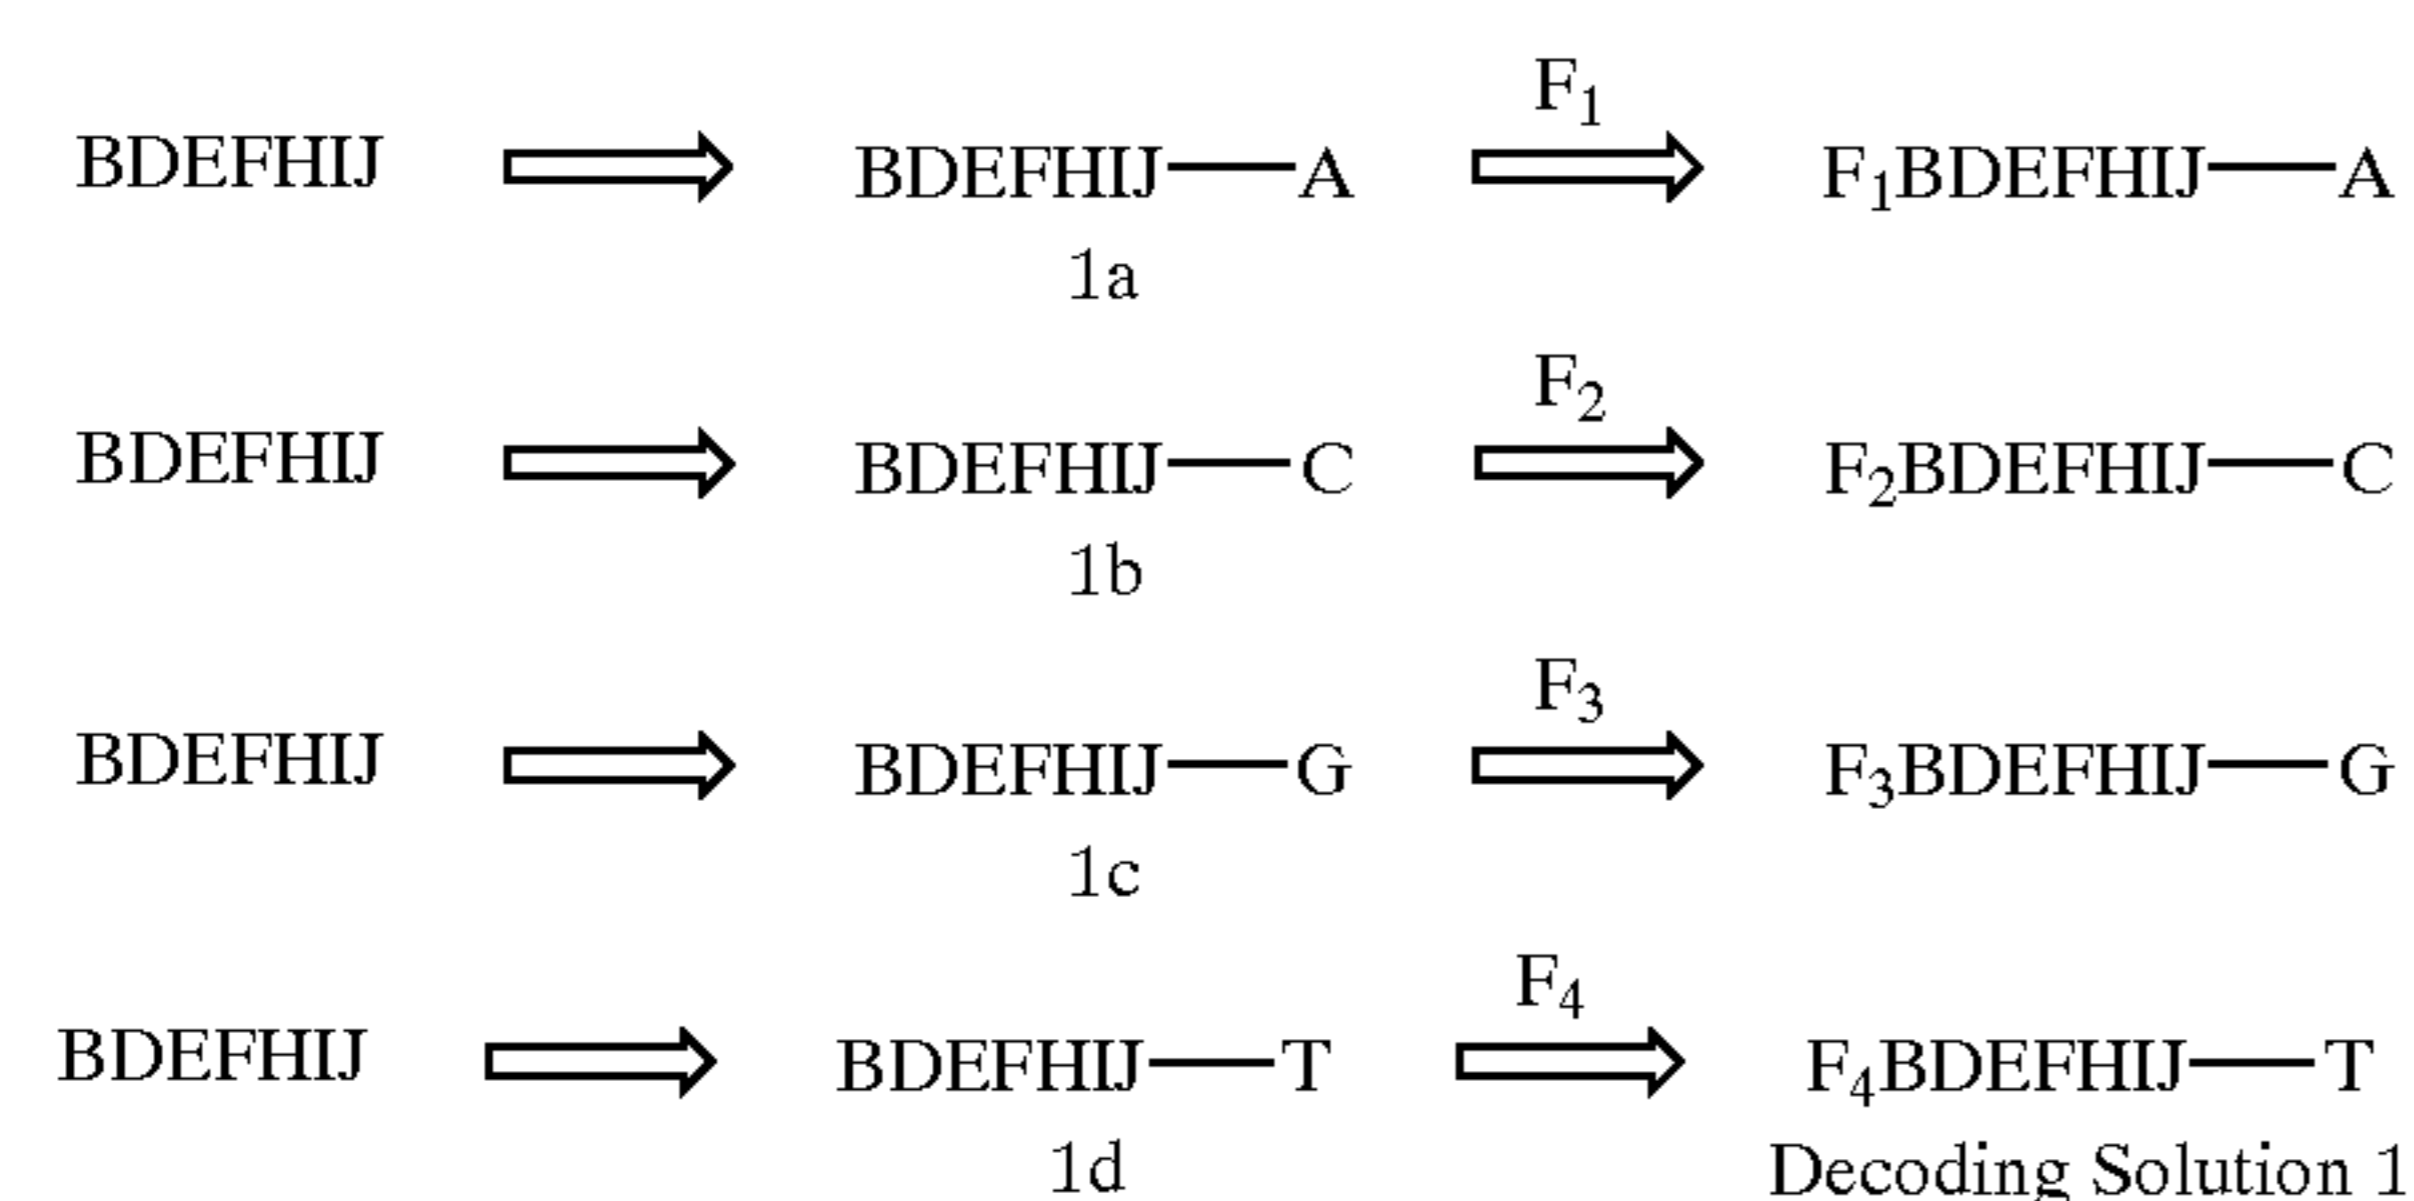 F₁
BDEFHIJ BDEFHIJ—A F₁BDEFHIJ—A
1a
F₂
BDEFHIJ BDEFHIJ—C F₂BDEFHIJ—C
1b
F₃
BDEFHIJ BDEFHIJ—G F₃BDEFHIJ—G
1c
F₄
BDEFHIJ BDEFHIJ—T F₄BDEFHIJ—T
1d Decoding Solution 1